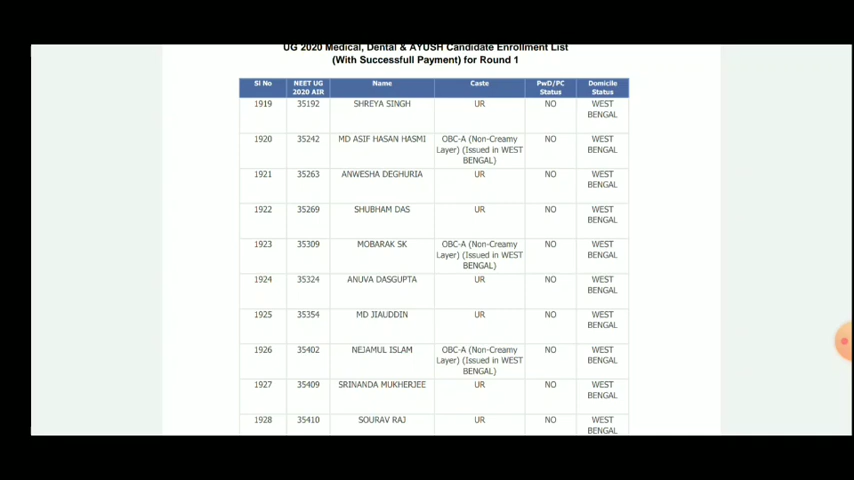 UG 2020 Medical, Dental & AYUSH Candidate Enrollment List
(With Successfull Payment) for Round 1
Sl No NEET UG 2020 AIR Name Caste PwD/PC Status Domicile Status
1919 35192 SHREYA SINGH UR NO WEST BENGAL
1920 35242 MD ASIF HASAN HASMI OBC-A (Non-Creamy Layer) (Issued in WEST BENGAL) NO WEST BENGAL
1921 35263 ANWESHA DEGHURIA UR NO WEST BENGAL
1922 35269 SHUBHAM DAS UR NO WEST BENGAL
1923 35309 MOBARAK SK OBC-A (Non-Creamy Layer) (Issued in WEST BENGAL) NO WEST BENGAL
1924 35324 ANUVA DASGUPTA UR NO WEST BENGAL
1925 35354 MD JIAUDDIN UR NO WEST BENGAL
1926 35402 NEJAMUL ISLAM OBC-A (Non-Creamy Layer) (Issued in WEST BENGAL) NO WEST BENGAL
1927 35409 SRINANDA MUKHERJEE UR NO WEST BENGAL
1928 35410 SOURAV RAJ UR NO WEST BENGAL